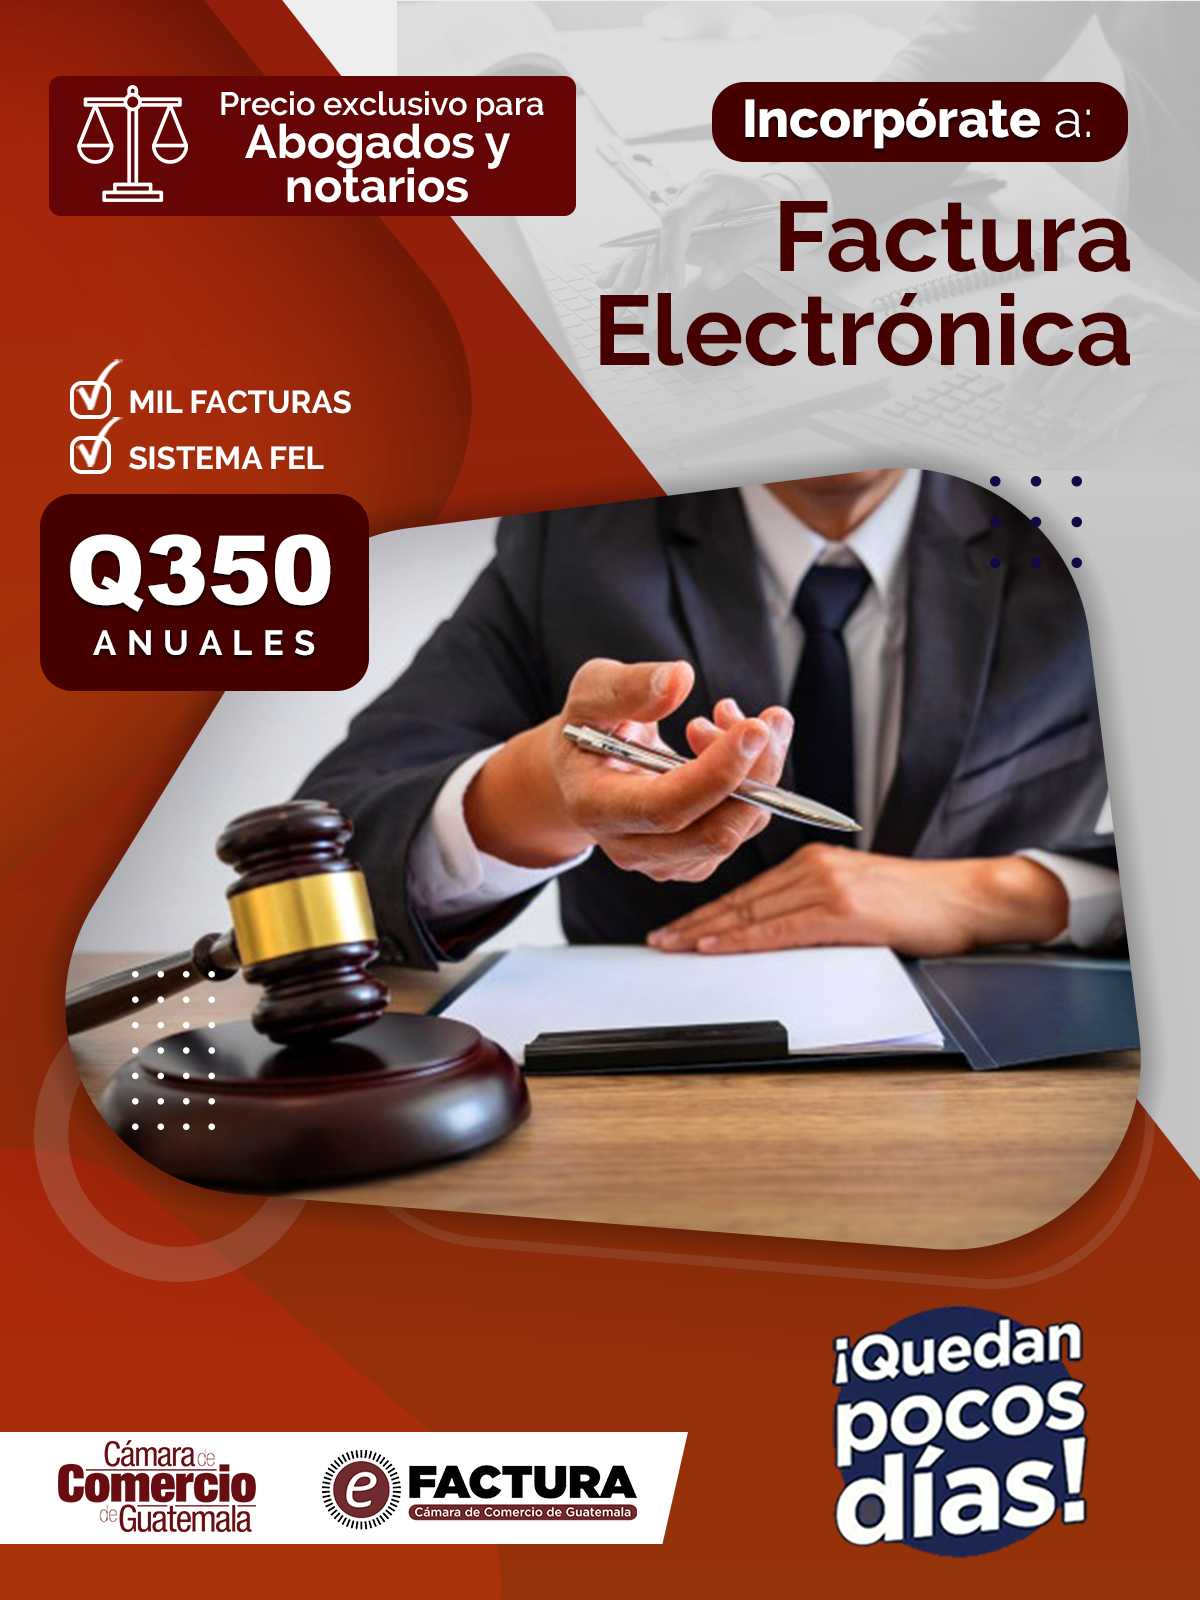 Precio exclusivo para
Abogados y
notarios
Incorpórate a:
Factura
Electrónica
MIL FACTURAS
SISTEMA FEL
Q350
ANUALES
¡Quedan
pocos
días!
Cámara de
Comercio
de Guatemala
e FACTURA
Cámara de Comercio de Guatemala